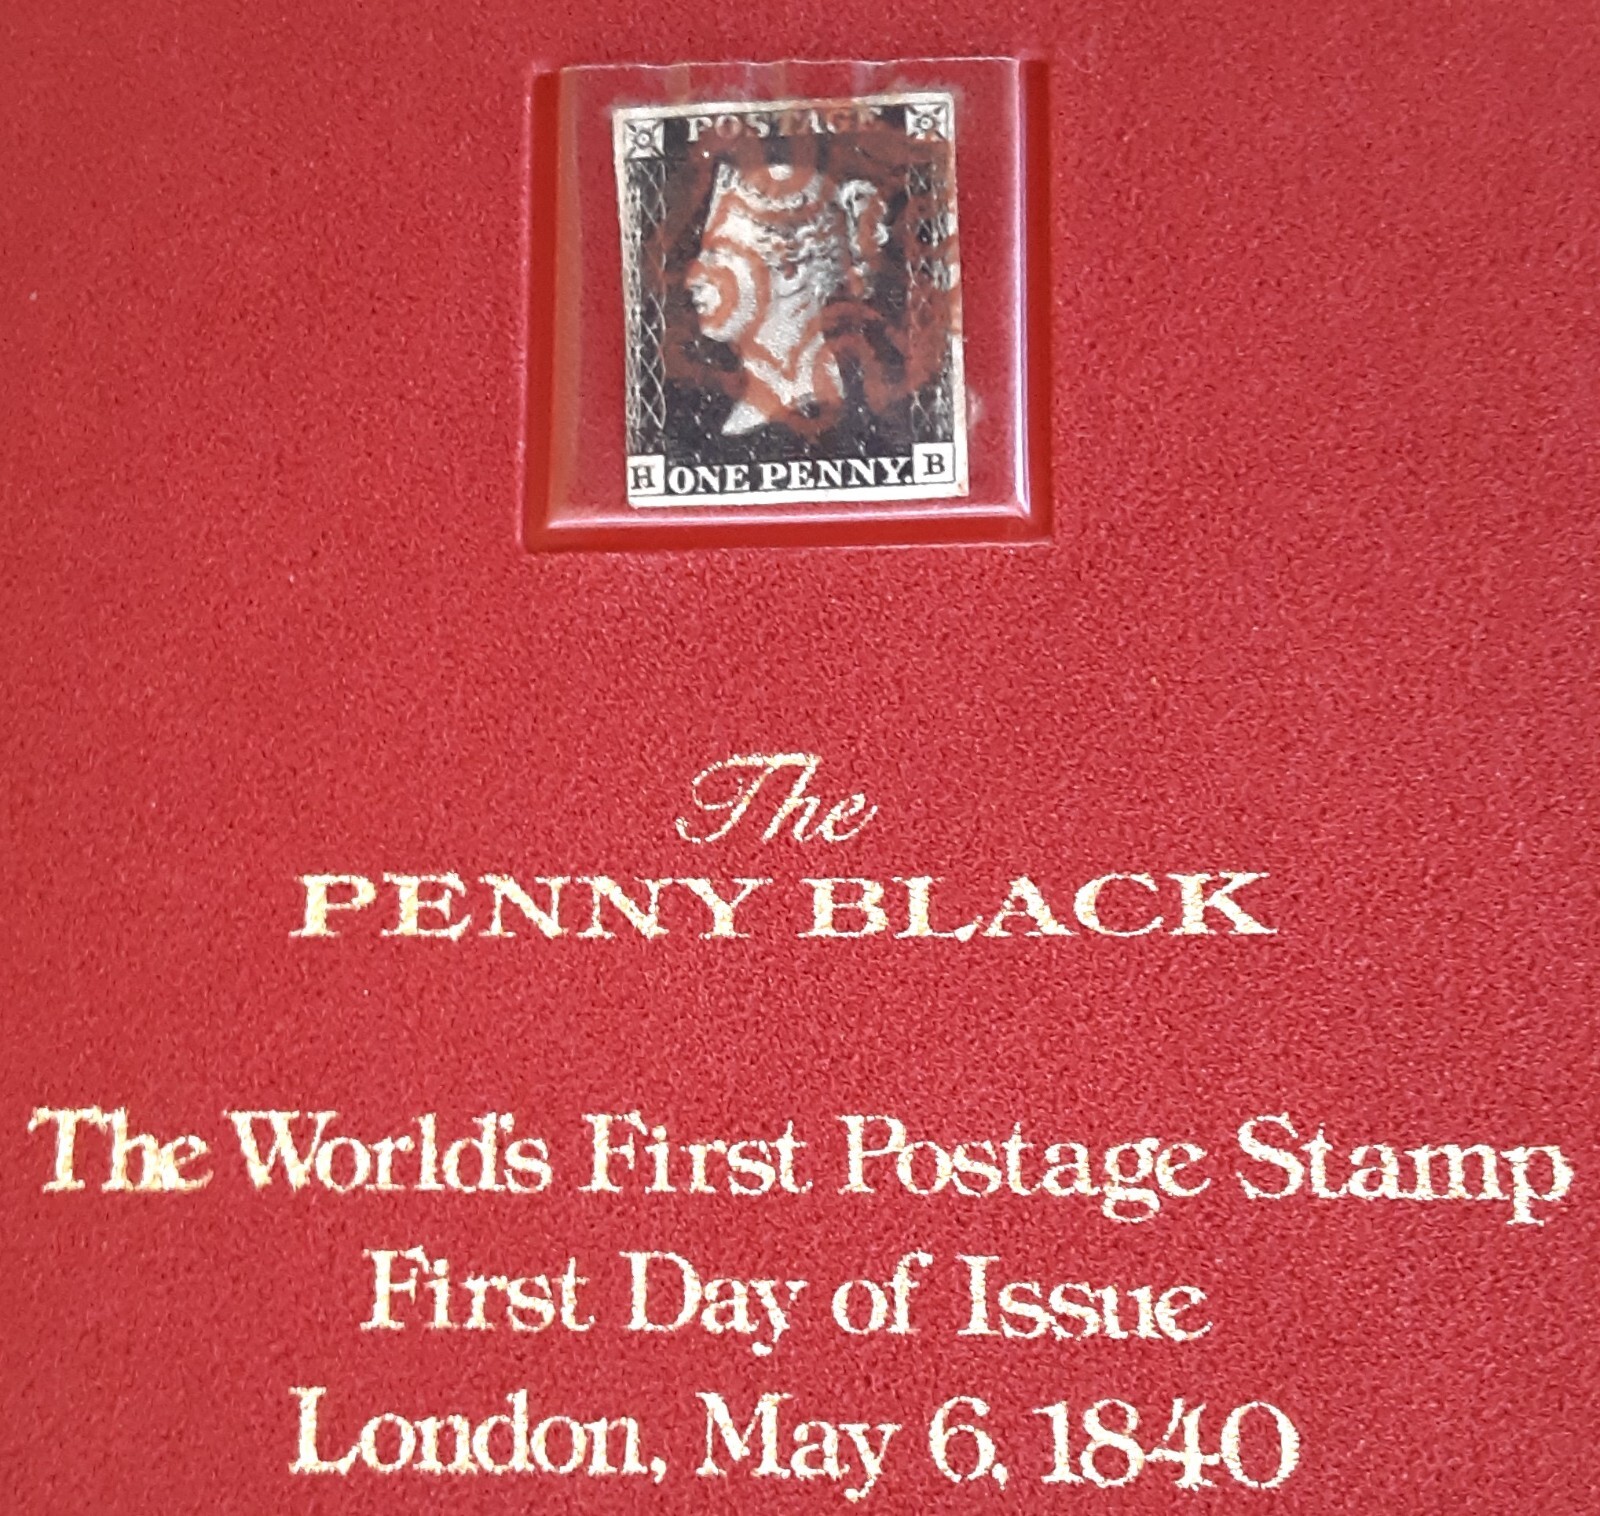 POSTAGE
H ONE PENNY. B
The
PENNY BLACK
The World's First Postage Stamp
First Day of Issue
London, May 6, 1840